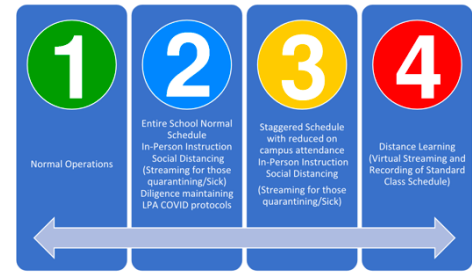 1
Normal Operations
2
Entire School Normal
Schedule
In-Person Instruction
Social Distancing
(Streaming for those
quarantining/Sick)
Diligence maintaining
LPA COVID protocols
3
Staggered Schedule
with reduced on
campus attendance
In-Person Instruction
Social Distancing
(Streaming for those
quarantining/Sick)
4
Distance Learning
(Virtual Streaming and
Recording of Standard
Class Schedule)